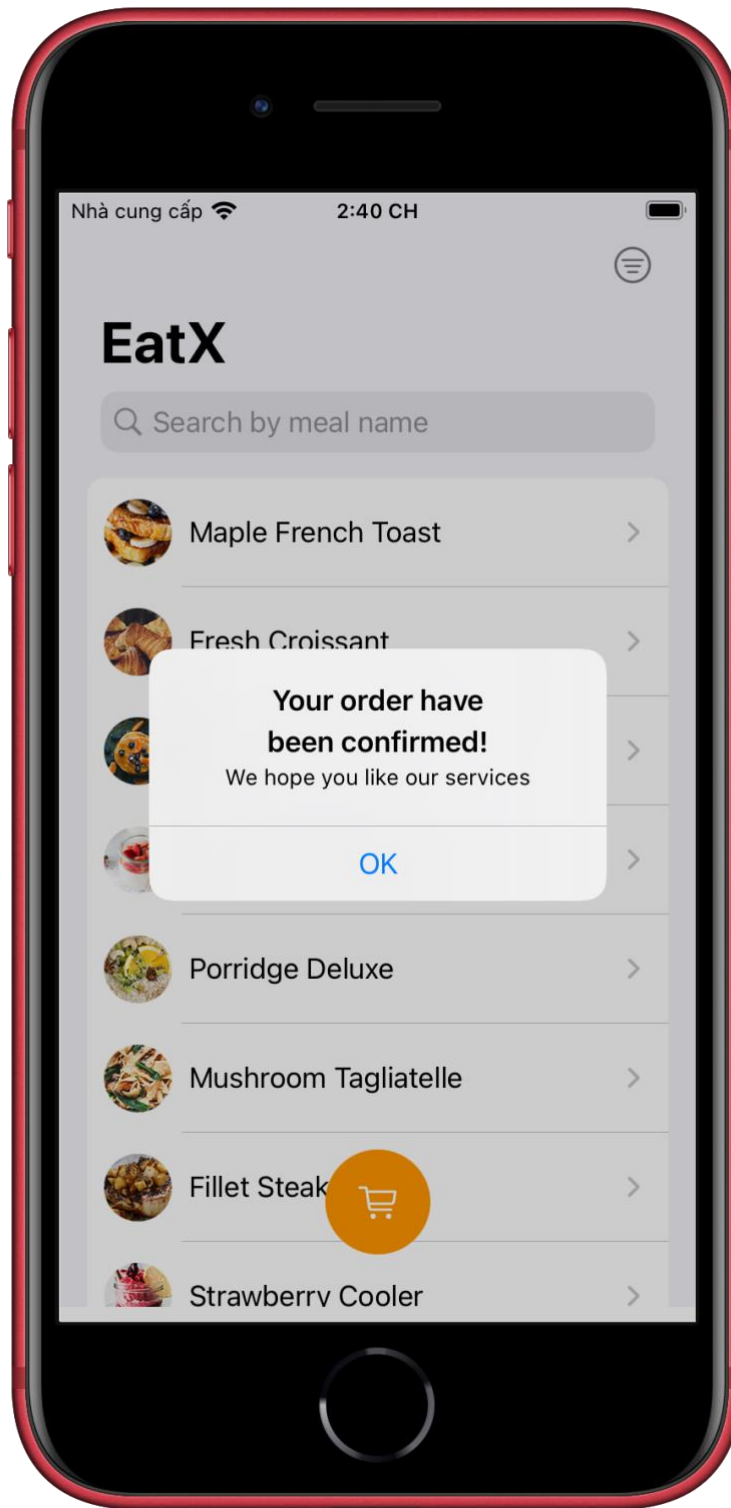 Nhà cung cấp 2:40 CH
EatX
Search by meal name
Maple French Toast
Fresh Croissant
Your order have
been confirmed!
We hope you like our services
OK
Porridge Deluxe
Mushroom Tagliatelle
Fillet Steak
Strawberry Cooler